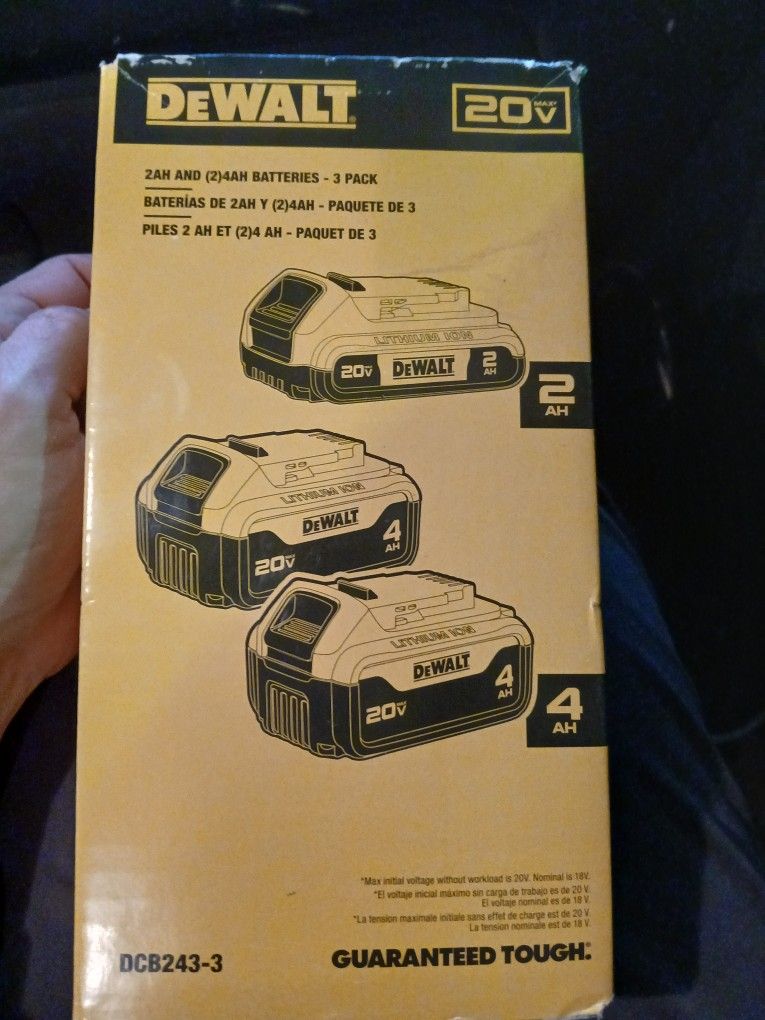 DEWALT
20V MAX*
2AH AND (2)4AH BATTERIES - 3 PACK
BATERÍAS DE 2AH Y (2)4AH - PAQUETE DE 3
PILES 2 AH ET (2)4 AH - PAQUET DE 3
LITHIUM ION
20V MAX DEWALT 2 AH
2 AH
LITHIUM ION
DEWALT
20V MAX 4 AH
LITHIUM ION
DEWALT
20V MAX 4 AH
4 AH
*Max initial voltage without workload is 20V. Nominal is 18V.
*El voltaje inicial máximo sin carga de trabajo es de 20 V.
El voltaje nominal es de 18 V.
*La tension maximale initiale sans effet de charge est de 20 V.
La tension nominale est de 18 V.
DCB243-3
GUARANTEED TOUGH®